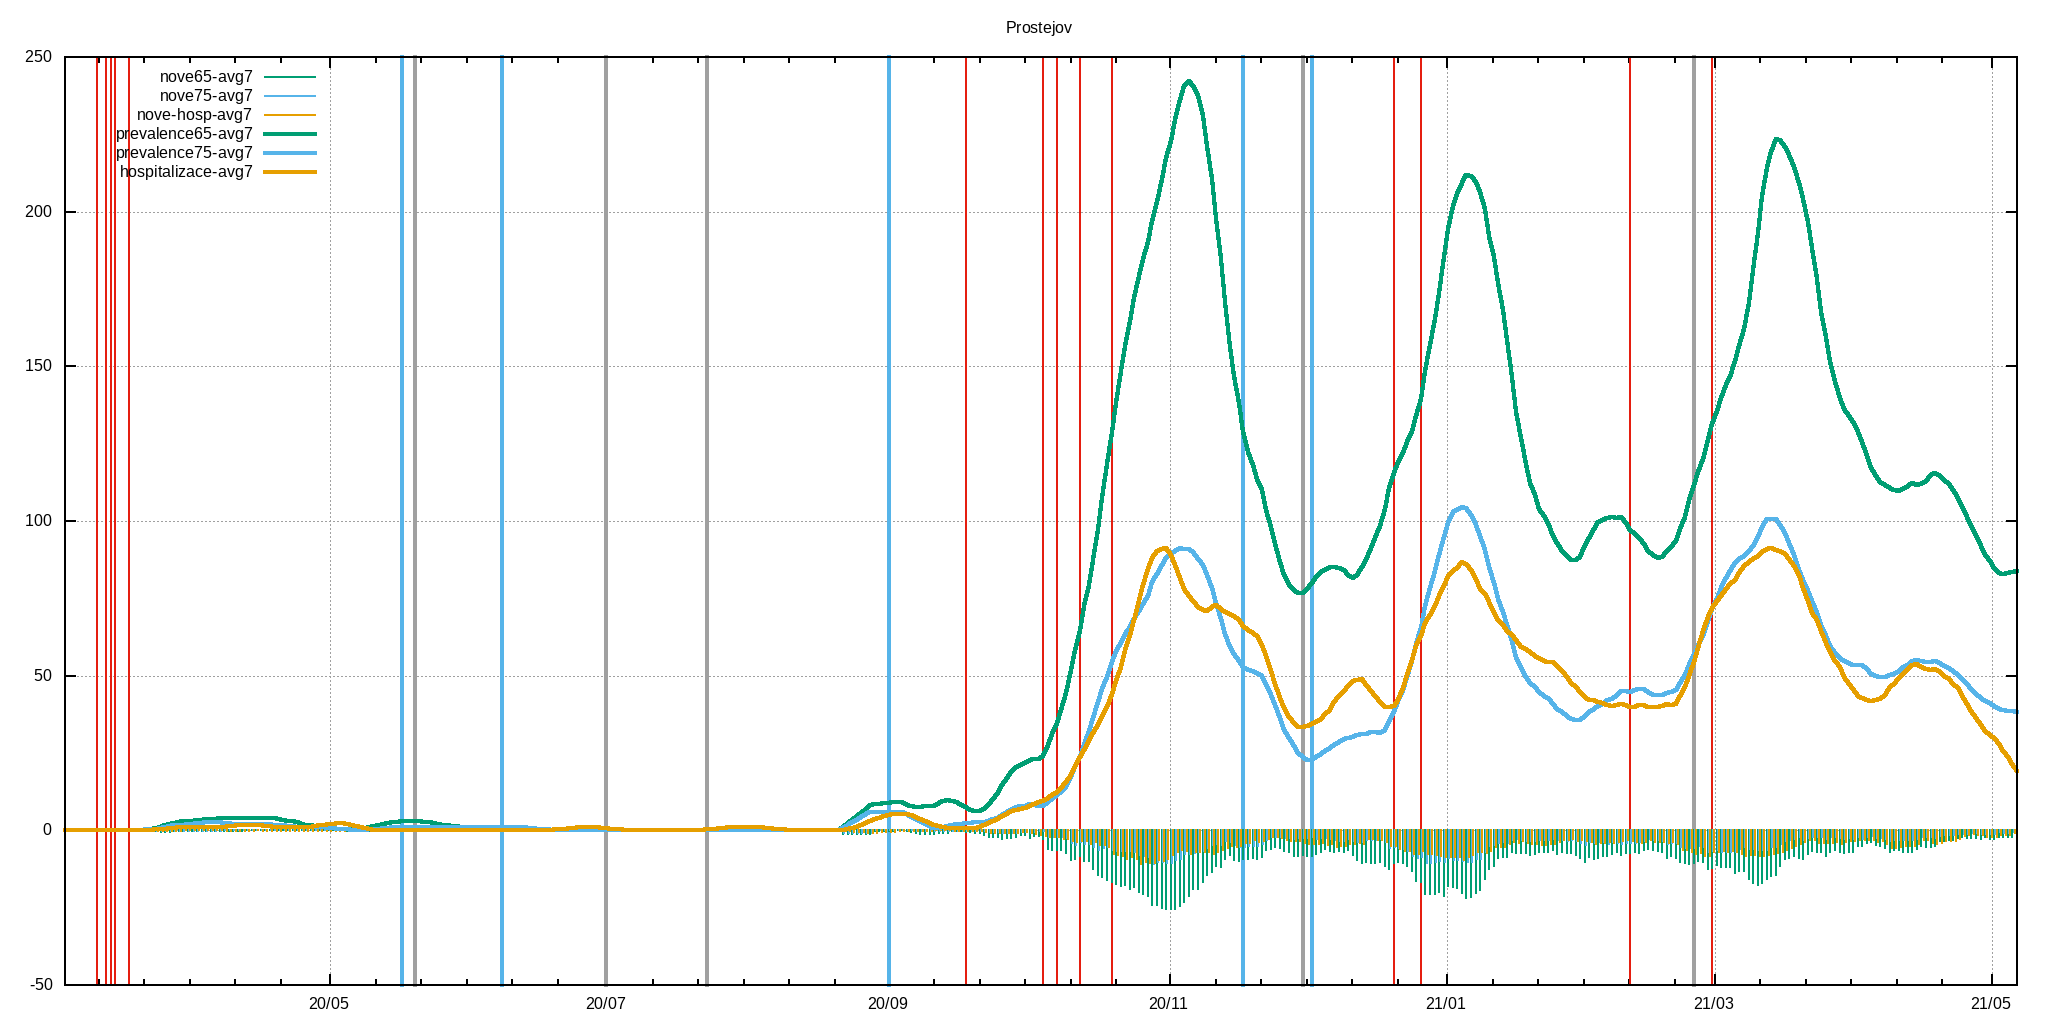 Prostejov
250
nove65-avg7
nove75-avg7
nove-hosp-avg7
prevalence65-avg7
prevalence75-avg7
hospitalizace-avg7
200
150
100
50
0
-50
20/05
20/07
20/09
20/11
21/01
21/03
21/05